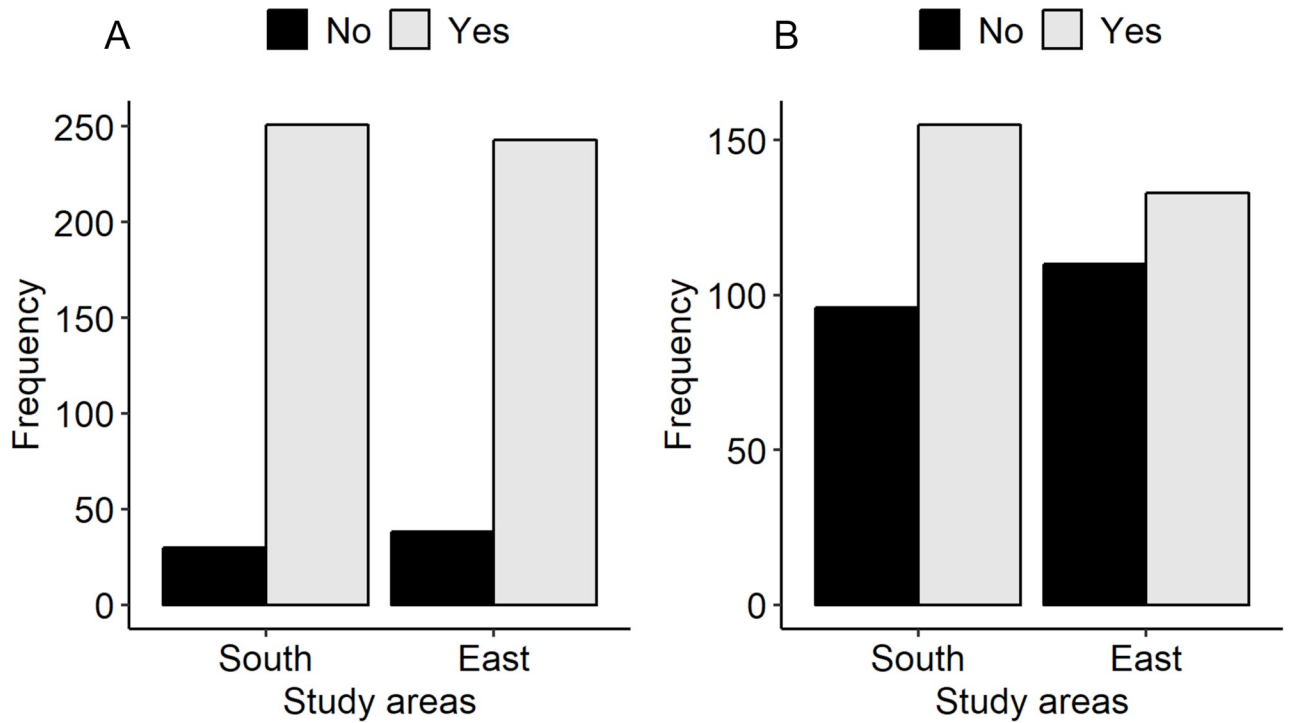 A
No Yes
250
200
150
100
50
0
Frequency
South East
Study areas
B
No Yes
150
100
50
0
Frequency
South East
Study areas